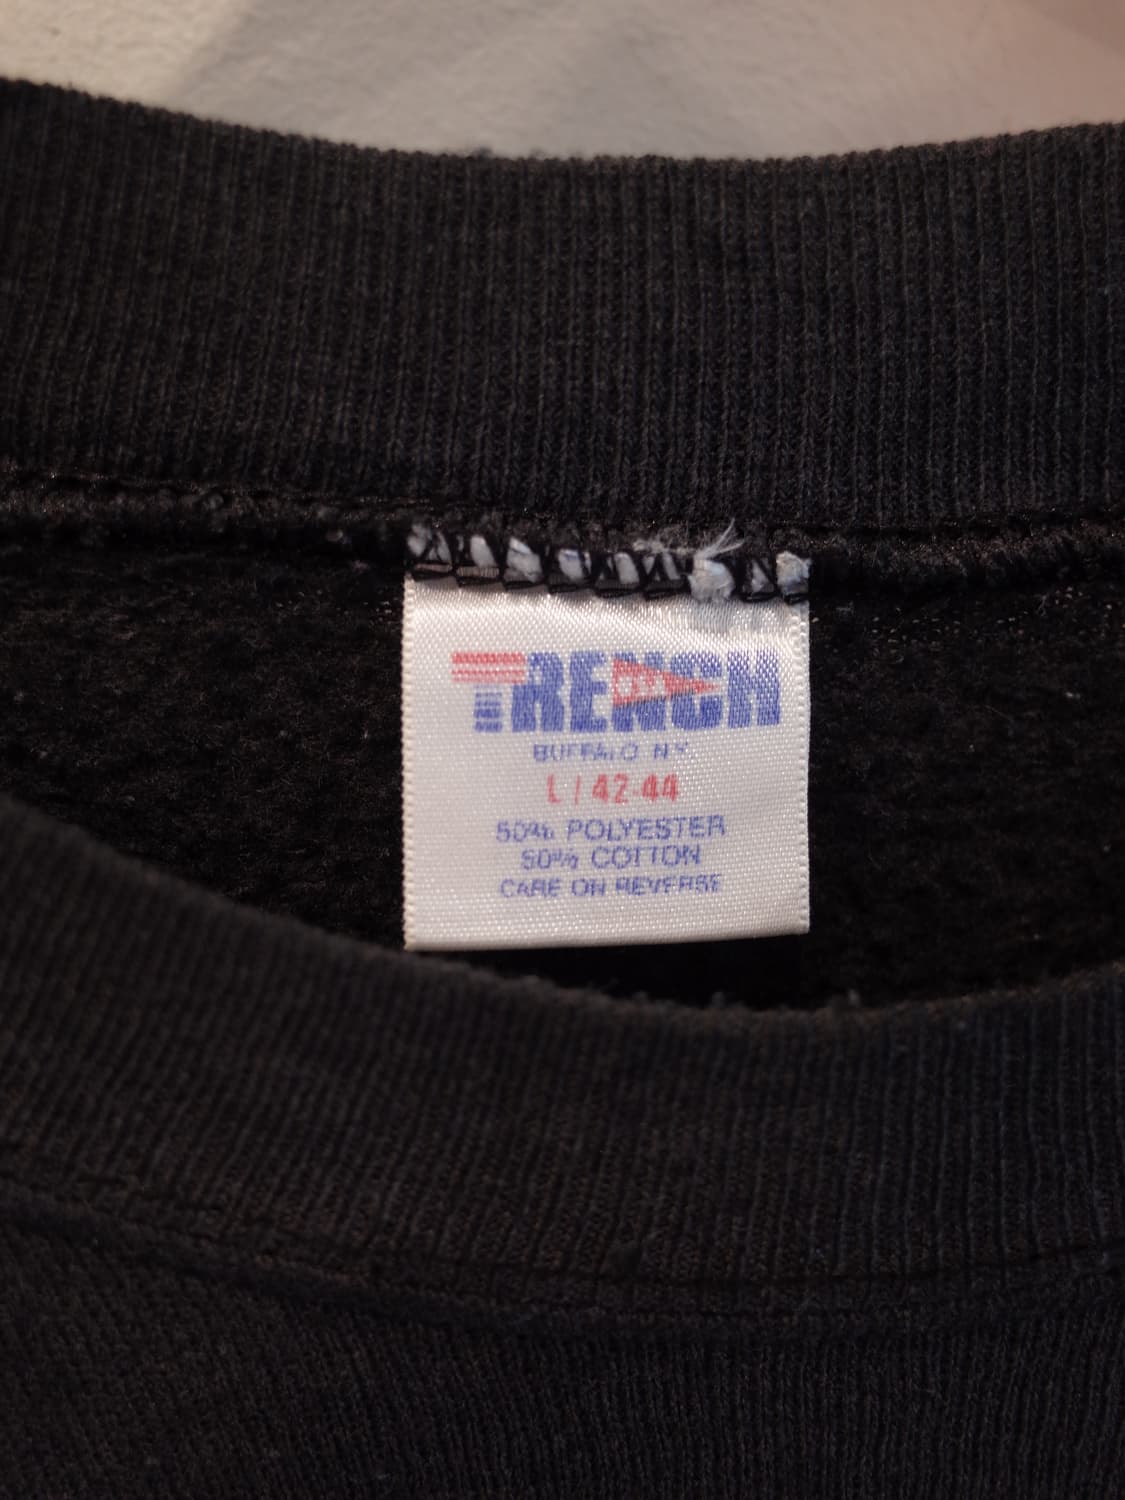 TRENCH
BUFFALO NY
L / 42-44
50% POLYESTER
50% COTTON
CARE ON REVERSE